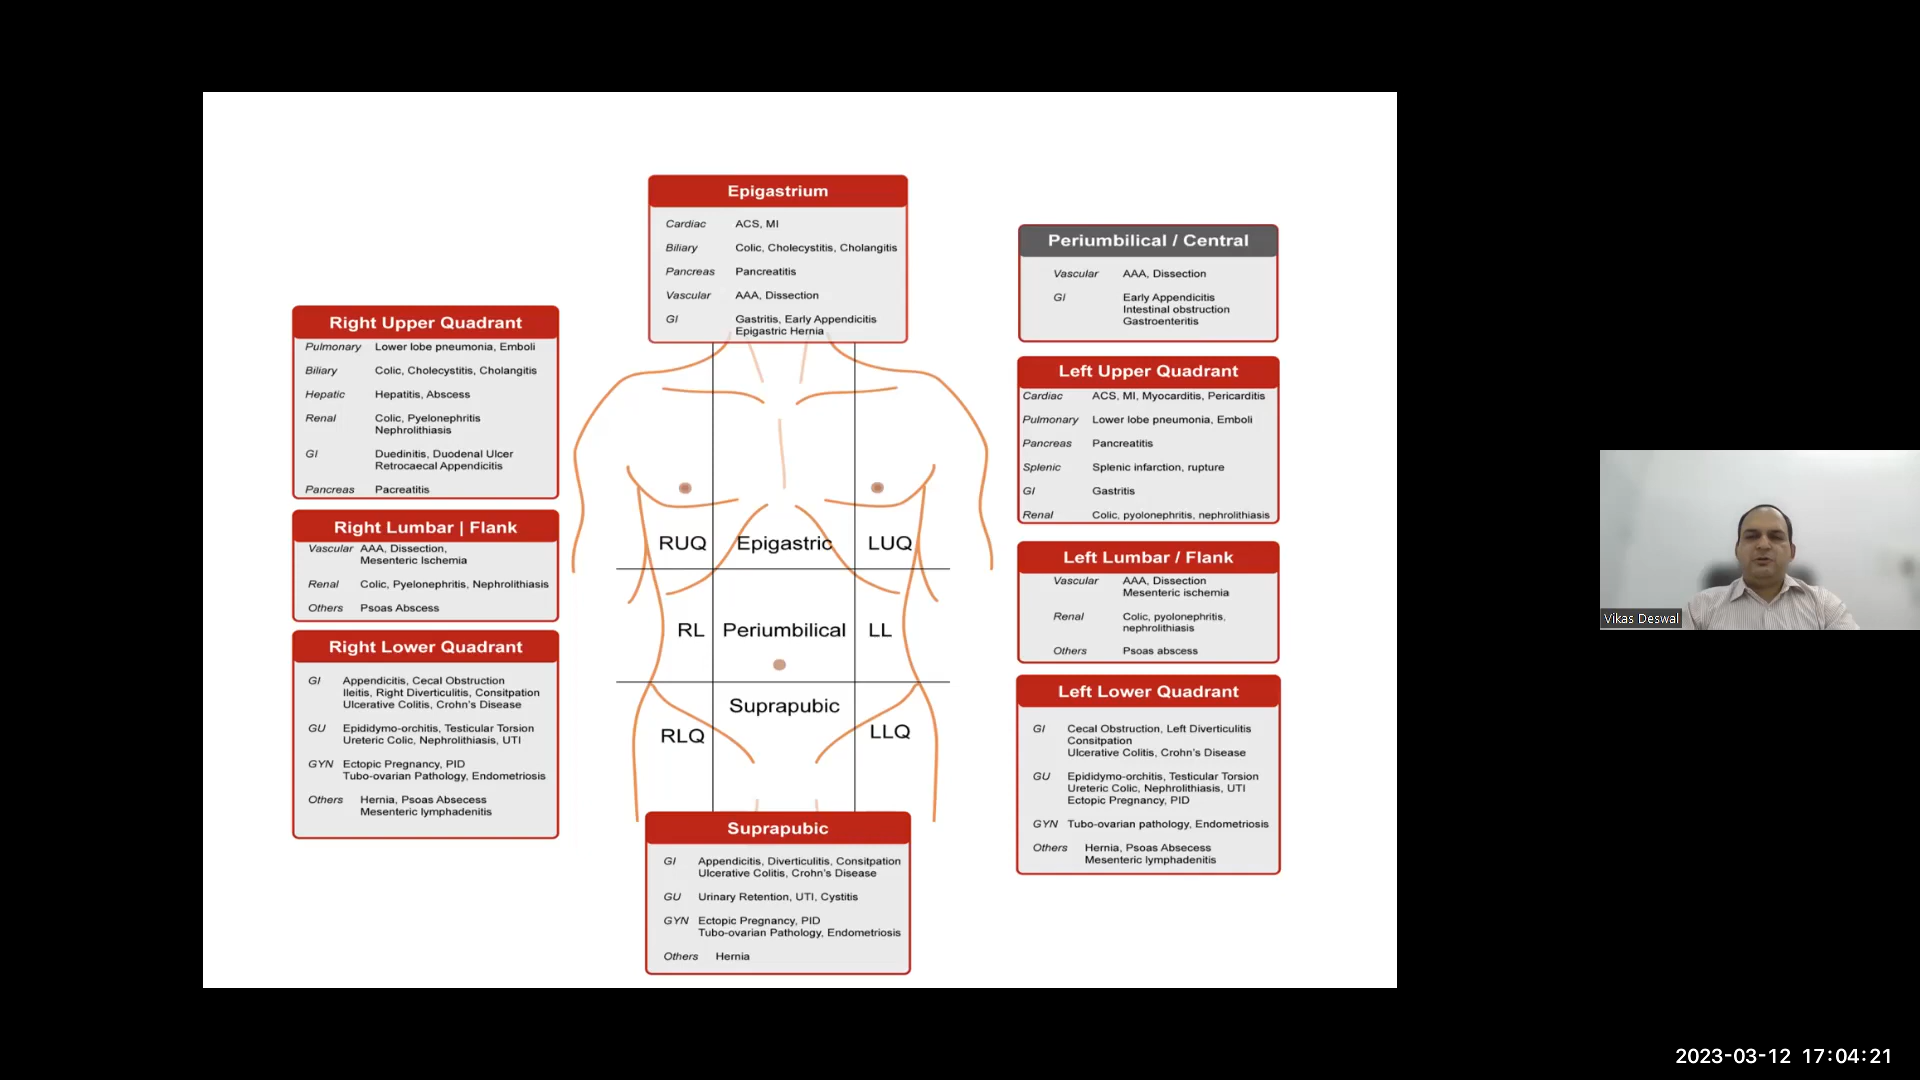 Epigastrium
Cardiac ACS, MI
Biliary Colic, Cholecystitis, Cholangitis
Pancreas Pancreatitis
Vascular AAA, Dissection
GI Gastritis, Early Appendicitis
Epigastric Hernia
Periumbilical / Central
Vascular AAA, Dissection
GI Early Appendicitis
Intestinal obstruction
Gastroenteritis
Right Upper Quadrant
Pulmonary Lower lobe pneumonia, Emboli
Biliary Colic, Cholecystitis, Cholangitis
Hepatic Hepatitis, Abscess
Renal Colic, Pyelonephritis
Nephrolithiasis
GI Duedinitis, Duodenal Ulcer
Retrocaecal Appendicitis
Pancreas Pacreatitis
Left Upper Quadrant
Cardiac ACS, MI, Myocarditis, Pericarditis
Pulmonary Lower lobe pneumonia, Emboli
Pancreas Pancreatitis
Splenic Splenic infarction, rupture
GI Gastritis
Renal Colic, pyolonephritis, nephrolithiasis
Right Lumbar | Flank
Vascular AAA, Dissection,
Mesenteric Ischemia
Renal Colic, Pyelonephritis, Nephrolithiasis
Others Psoas Abscess
RUQ Epigastric LUQ
RL Periumbilical LL
Suprapubic
RLQ LLQ
Left Lumbar / Flank
Vascular AAA, Dissection
Mesenteric ischemia
Renal Colic, pyolonephritis,
nephrolithiasis
Others Psoas abscess
Right Lower Quadrant
GI Appendicitis, Cecal Obstruction
Ileitis, Right Diverticulitis, Consitpation
Ulcerative Colitis, Crohn's Disease
GU Epididymo-orchitis, Testicular Torsion
Ureteric Colic, Nephrolithiasis, UTI
GYN Ectopic Pregnancy, PID
Tubo-ovarian Pathology, Endometriosis
Others Hernia, Psoas Absecess
Mesenteric lymphadenitis
Left Lower Quadrant
GI Cecal Obstruction, Left Diverticulitis
Consitpation
Ulcerative Colitis, Crohn's Disease
GU Epididymo-orchitis, Testicular Torsion
Ureteric Colic, Nephrolithiasis, UTI
Ectopic Pregnancy, PID
GYN Tubo-ovarian pathology, Endometriosis
Others Hernia, Psoas Absecess
Mesenteric lymphadenitis
Suprapubic
GI Appendicitis, Diverticulitis, Consitpation
Ulcerative Colitis, Crohn's Disease
GU Urinary Retention, UTI, Cystitis
GYN Ectopic Pregnancy, PID
Tubo-ovarian Pathology, Endometriosis
Others Hernia
Vikas Deswal
2023-03-12 17:04:21